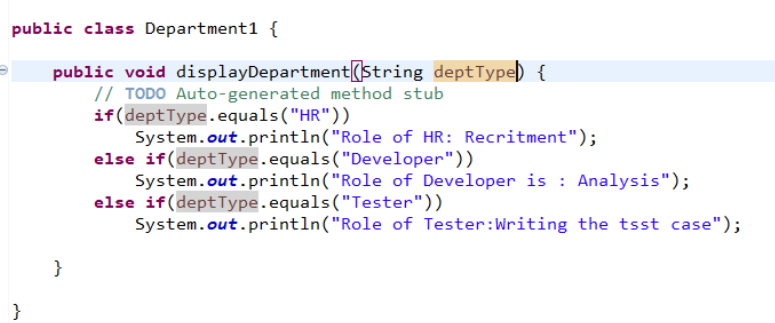 public class Department1 {
public void displayDepartment(String deptType) {
// TODO Auto-generated method stub
if(deptType.equals("HR"))
System.out.println("Role of HR: Recritment");
else if(deptType.equals("Developer"))
System.out.println("Role of Developer is : Analysis");
else if(deptType.equals("Tester"))
System.out.println("Role of Tester:Writing the tsst case");
}
}